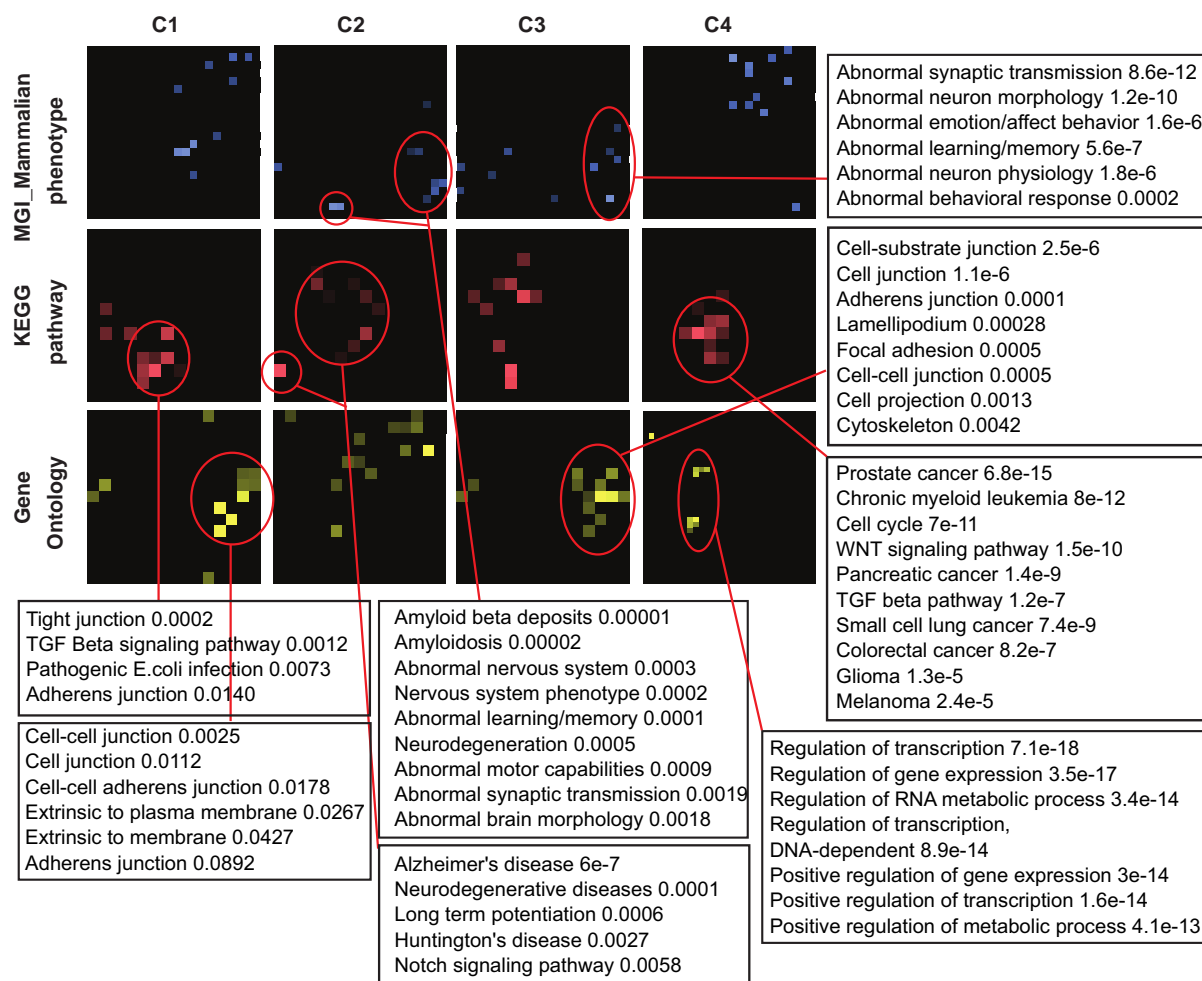 C1
C2
C3
C4
MGI_Mammalian
phenotype
KEGG
pathway
Gene
Ontology
Abnormal synaptic transmission 8.6e-12
Abnormal neuron morphology 1.2e-10
Abnormal emotion/affect behavior 1.6e-6
Abnormal learning/memory 5.6e-7
Abnormal neuron physiology 1.8e-6
Abnormal behavioral response 0.0002
Cell-substrate junction 2.5e-6
Cell junction 1.1e-6
Adherens junction 0.0001
Lamellipodium 0.00028
Focal adhesion 0.0005
Cell-cell junction 0.0005
Cell projection 0.0013
Cytoskeleton 0.0042
Prostate cancer 6.8e-15
Chronic myeloid leukemia 8e-12
Cell cycle 7e-11
WNT signaling pathway 1.5e-10
Pancreatic cancer 1.4e-9
TGF beta pathway 1.2e-7
Small cell lung cancer 7.4e-9
Colorectal cancer 8.2e-7
Glioma 1.3e-5
Melanoma 2.4e-5
Tight junction 0.0002
TGF Beta signaling pathway 0.0012
Pathogenic E.coli infection 0.0073
Adherens junction 0.0140
Cell-cell junction 0.0025
Cell junction 0.0112
Cell-cell adherens junction 0.0178
Extrinsic to plasma membrane 0.0267
Extrinsic to membrane 0.0427
Adherens junction 0.0892
Amyloid beta deposits 0.00001
Amyloidosis 0.00002
Abnormal nervous system 0.0003
Nervous system phenotype 0.0002
Abnormal learning/memory 0.0001
Neurodegeneration 0.0005
Abnormal motor capabilities 0.0009
Abnormal synaptic transmission 0.0019
Abnormal brain morphology 0.0018
Alzheimer's disease 6e-7
Neurodegenerative diseases 0.0001
Long term potentiation 0.0006
Huntington's disease 0.0027
Notch signaling pathway 0.0058
Regulation of transcription 7.1e-18
Regulation of gene expression 3.5e-17
Regulation of RNA metabolic process 3.4e-14
Regulation of transcription,
DNA-dependent 8.9e-14
Positive regulation of gene expression 3e-14
Positive regulation of transcription 1.6e-14
Positive regulation of metabolic process 4.1e-13